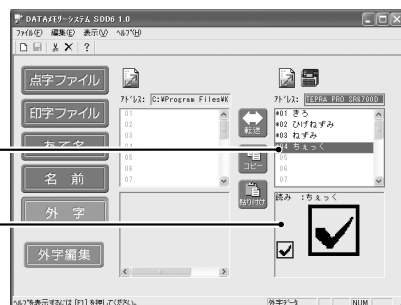 DATAメモリーシステム SDD6 1.0
ファイル(F) 編集(E) 表示(V) ヘルプ(H)
点字ファイル
印字ファイル
あて名
名 前
外 字
外字編集
アドレス: C:¥Program Files¥K
01
02
03
04
05
06
07
転送
コピー
貼り付け
アドレス: TEPRA PRO SR6700D
*01 きろ
*02 ひげねずみ
*03 ねずみ
*04 ちぇっく
05
06
07
読み :ちぇっく
ヘルプを表示するには [F1] を押してください。
外字データ
NUM